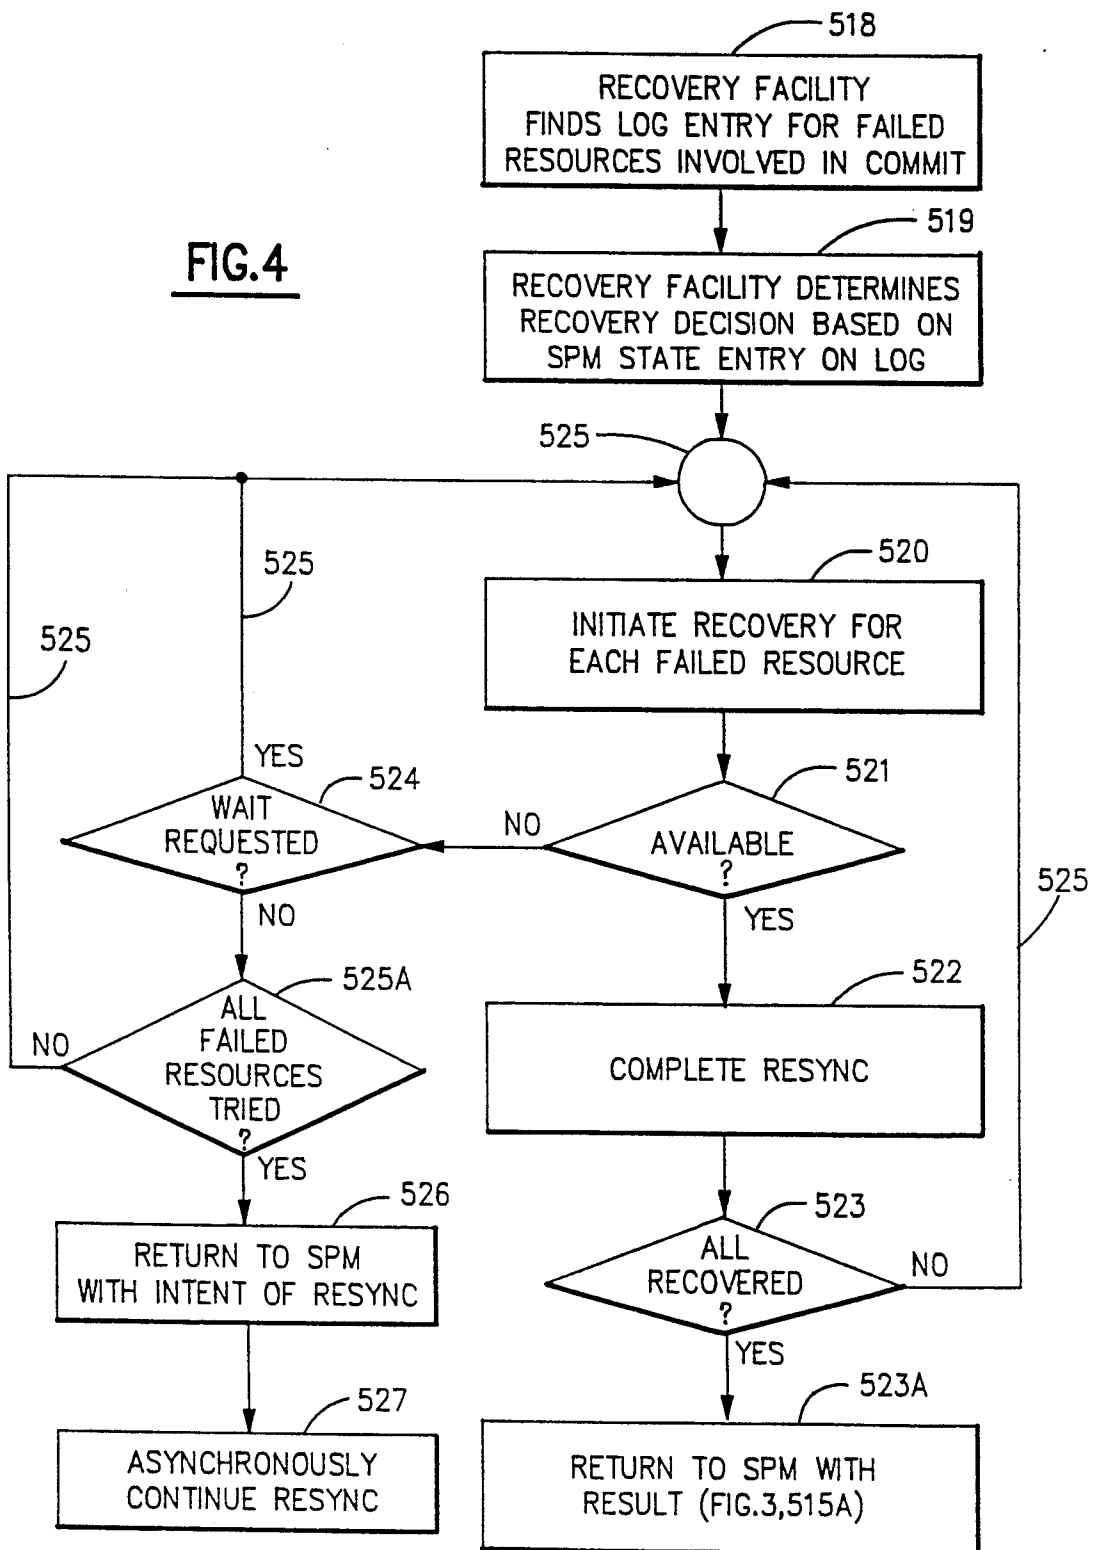 518
RECOVERY FACILITY
FINDS LOG ENTRY FOR FAILED
RESOURCES INVOLVED IN COMMIT
FIG.4
519
RECOVERY FACILITY DETERMINES
RECOVERY DECISION BASED ON
SPM STATE ENTRY ON LOG
525
520
INITIATE RECOVERY FOR
EACH FAILED RESOURCE
525
525
YES
524
WAIT
REQUESTED
?
NO
521
AVAILABLE
?
NO
YES
525
525A
ALL
FAILED
RESOURCES
TRIED
?
NO
YES
522
COMPLETE RESYNC
526
RETURN TO SPM
WITH INTENT OF RESYNC
523
ALL
RECOVERED
?
NO
YES
527
ASYNCHRONOUSLY
CONTINUE RESYNC
523A
RETURN TO SPM WITH
RESULT (FIG.3,515A)